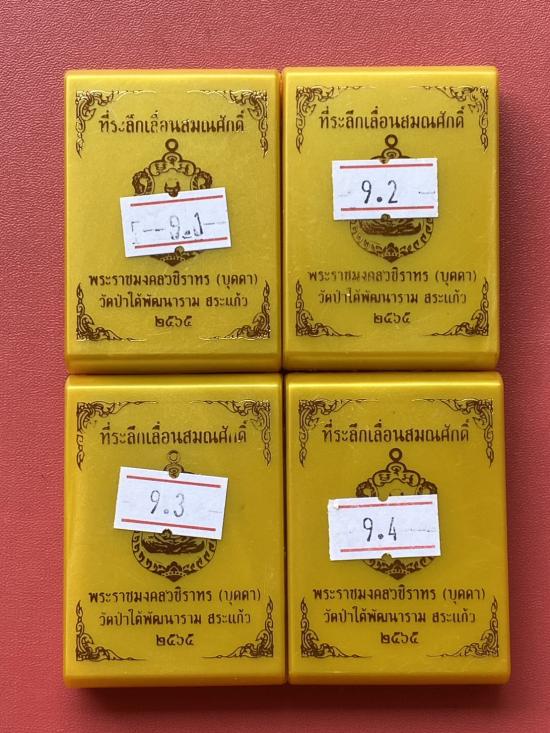 ที่ระลึกเลื่อนสมณศักดิ์
9.1
พระราชมงคลวชิราทร (บุดดา)
วัดป่าใต้พัฒนาราม สระแก้ว
๒๕๖๕
ที่ระลึกเลื่อนสมณศักดิ์
9.2
พระราชมงคลวชิราทร (บุดดา)
วัดป่าใต้พัฒนาราม สระแก้ว
๒๕๖๕
ที่ระลึกเลื่อนสมณศักดิ์
9.3
พระราชมงคลวชิราทร (บุดดา)
วัดป่าใต้พัฒนาราม สระแก้ว
๒๕๖๕
ที่ระลึกเลื่อนสมณศักดิ์
9.4
พระราชมงคลวชิราทร (บุดดา)
วัดป่าใต้พัฒนาราม สระแก้ว
๒๕๖๕